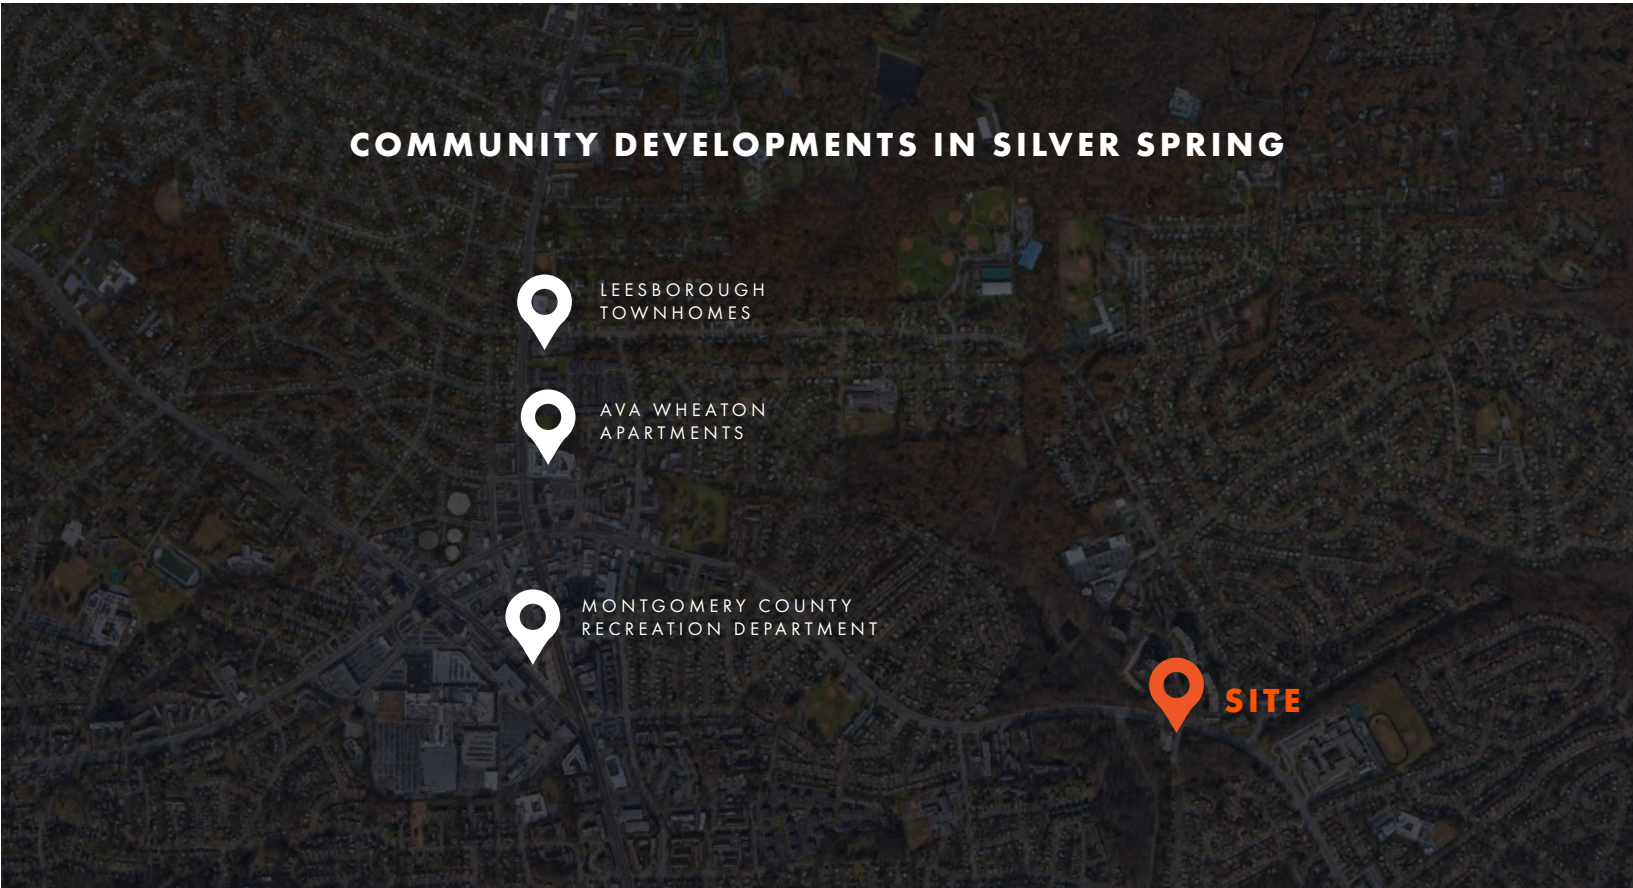 COMMUNITY DEVELOPMENTS IN SILVER SPRING
LEESBOROUGH
TOWNHOMES
AVA WHEATON
APARTMENTS
MONTGOMERY COUNTY
RECREATION DEPARTMENT
SITE